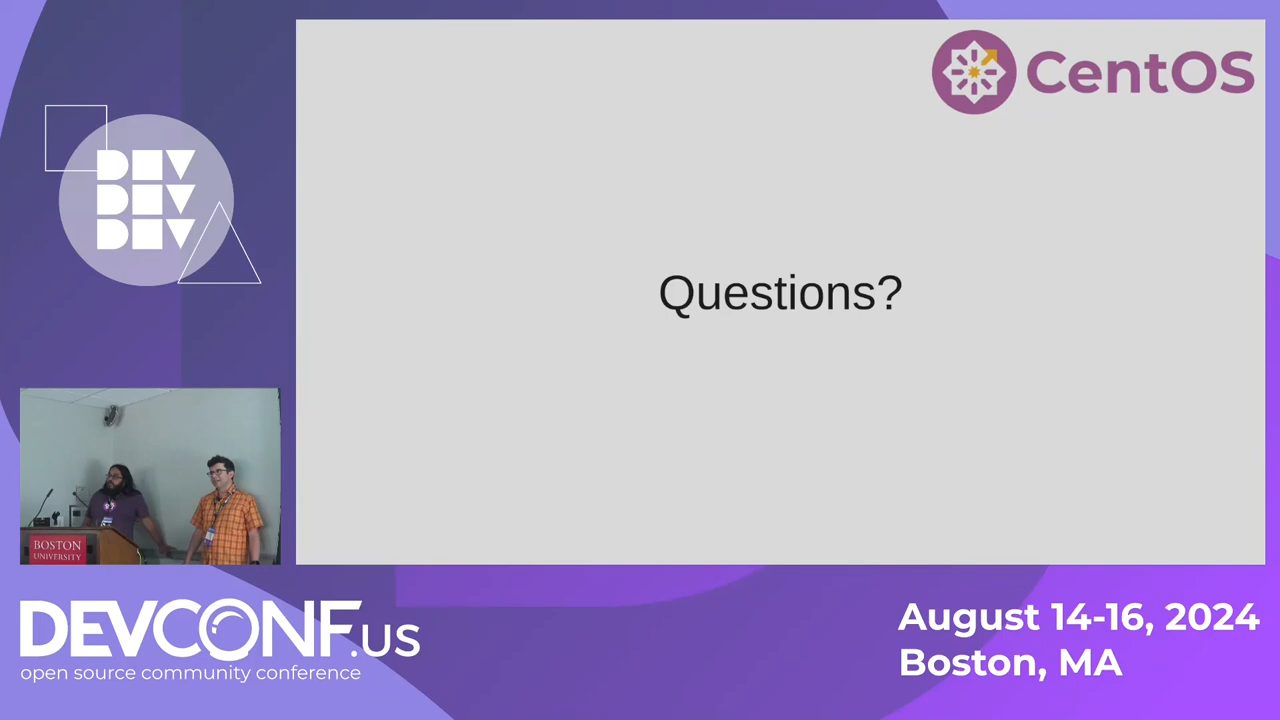 CentOS
DEV
DEV
DEV
Questions?
BOSTON
UNIVERSITY
DEVCONF.US
open source community conference
August 14-16, 2024
Boston, MA